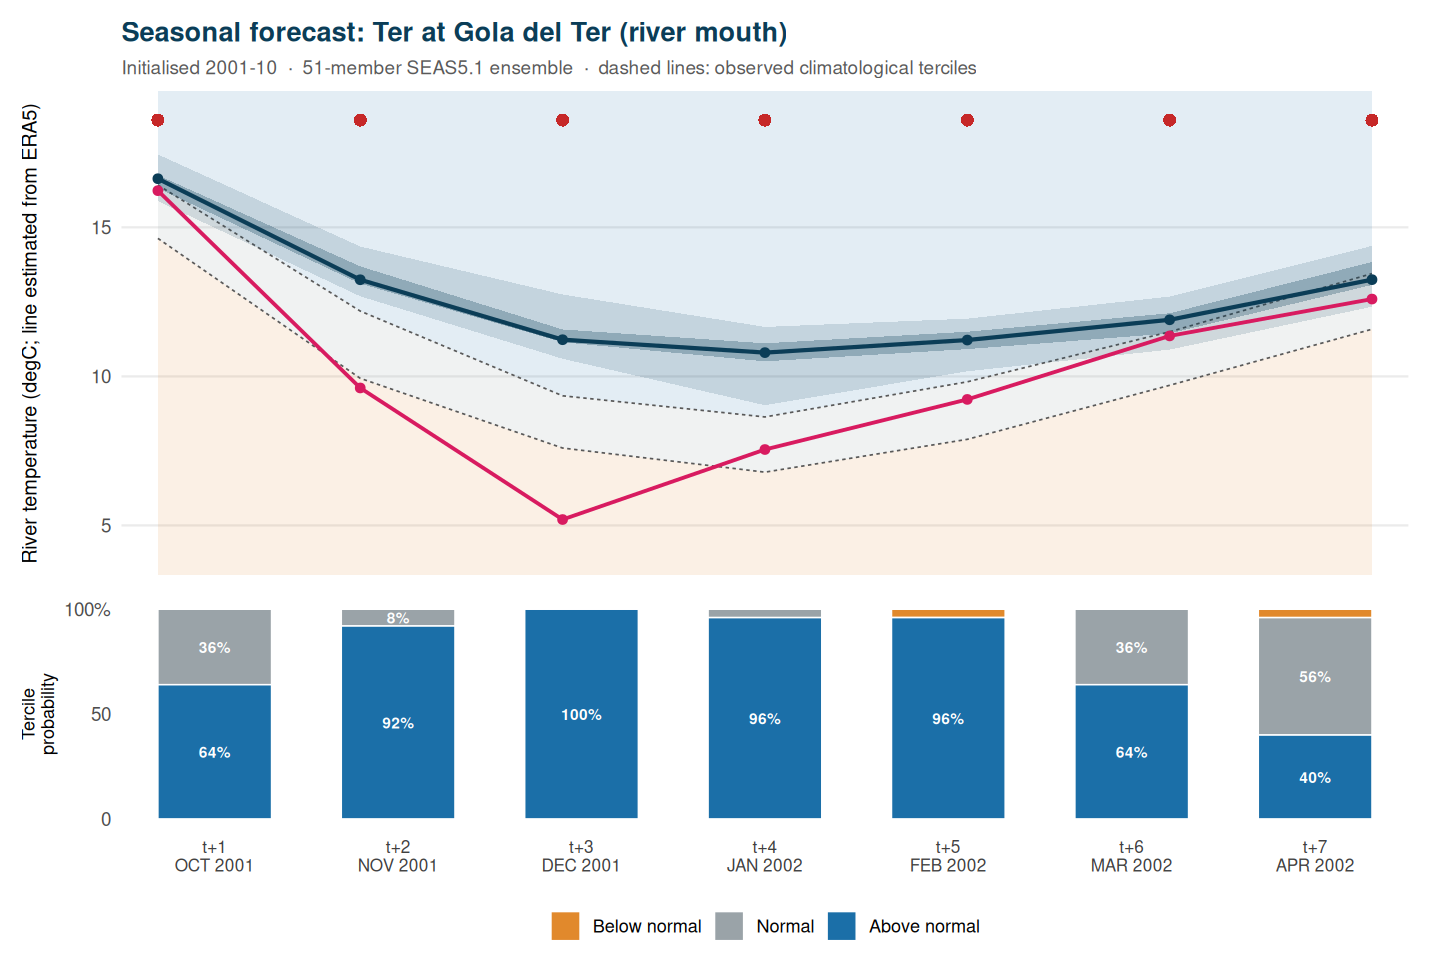 Seasonal forecast: Ter at Gola del Ter (river mouth)
Initialised 2001-10 · 51-member SEAS5.1 ensemble · dashed lines: observed climatological terciles
River temperature (degC; line estimated from ERA5)
15
10
5
Tercile
probability
100%
50
0
36%
64%
8%
92%
100%
96%
96%
36%
64%
56%
40%
t+1
OCT 2001
t+2
NOV 2001
t+3
DEC 2001
t+4
JAN 2002
t+5
FEB 2002
t+6
MAR 2002
t+7
APR 2002
Below normal
Normal
Above normal